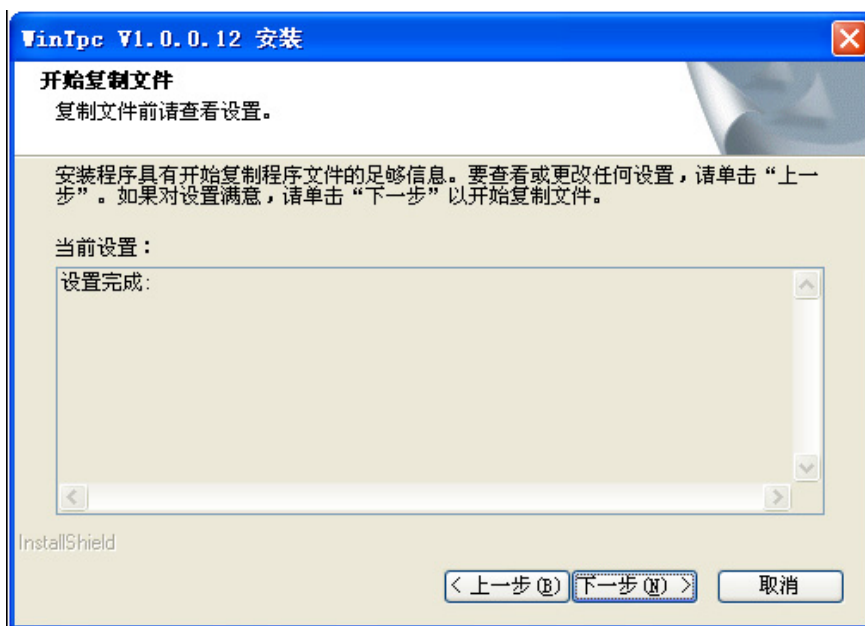 WinIpc V1.0.0.12 安装
开始复制文件
复制文件前请查看设置。
安装程序具有开始复制程序文件的足够信息。要查看或更改任何设置，请单击“上一
步”。如果对设置满意，请单击“下一步”以开始复制文件。
当前设置：
设置完成:
InstallShield
< 上一步(B) 下一步(N) > 取消